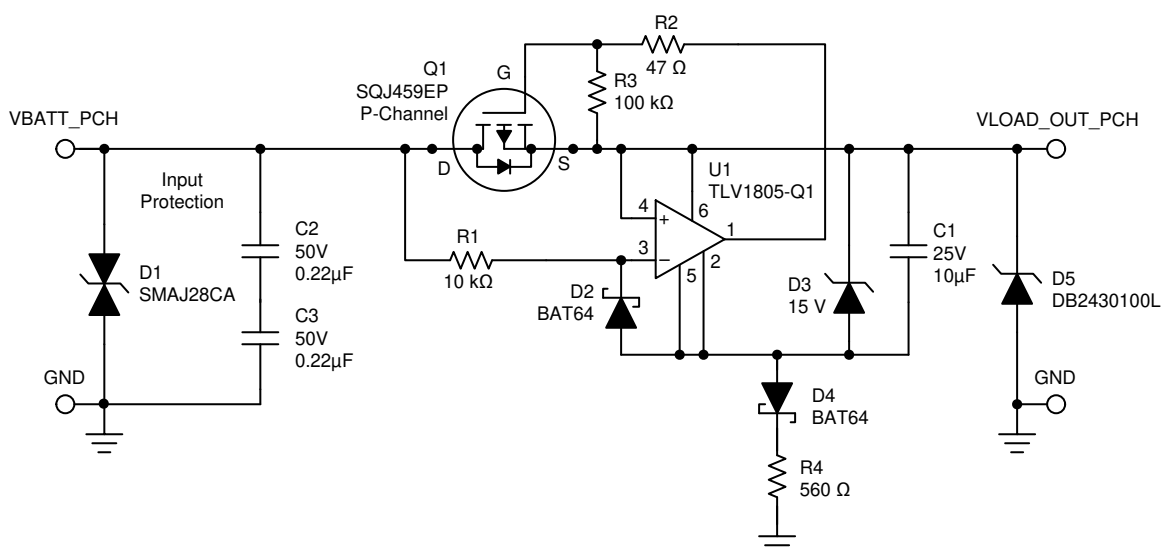 R2
47 Ω
Q1
SQJ459EP
P-Channel
G
R3
100 kΩ
VBATT_PCH
VLOAD_OUT_PCH
D
S
Input
Protection
U1
TLV1805-Q1
4
+
6
1
3
−
5
2
C2
50V
0.22µF
R1
10 kΩ
C1
25V
10µF
D1
SMAJ28CA
D2
BAT64
D3
15 V
D5
DB2430100L
C3
50V
0.22µF
GND
GND
D4
BAT64
R4
560 Ω